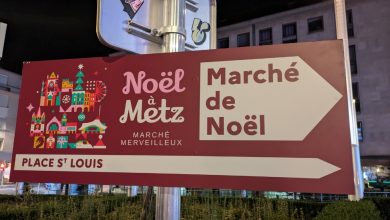 Noël
à
Metz
MARCHÉ
MERVEILLEUX
Marché
de
Noël
PLACE ST LOUIS